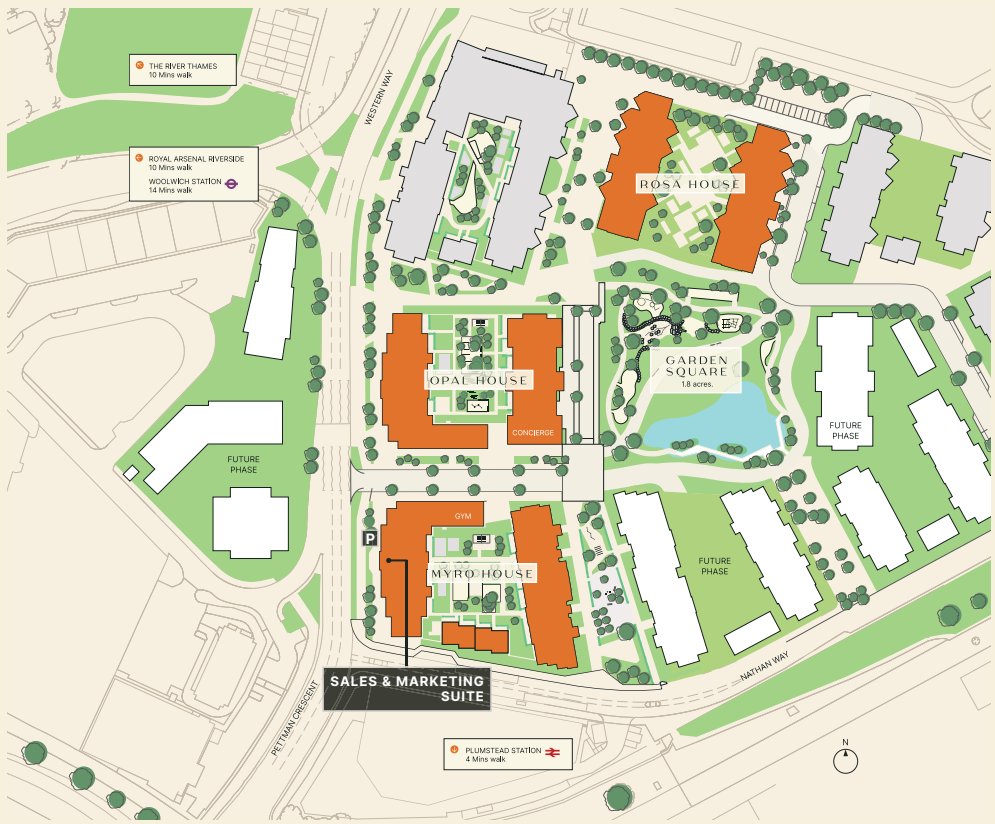 THE RIVER THAMES
10 Mins walk
WESTERN WAY
ROYAL ARSENAL RIVERSIDE
10 Mins walk
WOOLWICH STATION
14 Mins walk
ROSA HOUSE
OPAL HOUSE
GARDEN
SQUARE
1.8 acres.
CONCIERGE
FUTURE
PHASE
FUTURE
PHASE
GYM
P
MYRO HOUSE
FUTURE
PHASE
SALES & MARKETING
SUITE
NATHAN WAY
PETTMAN CRESCENT
PLUMSTEAD STATION
4 Mins walk
N